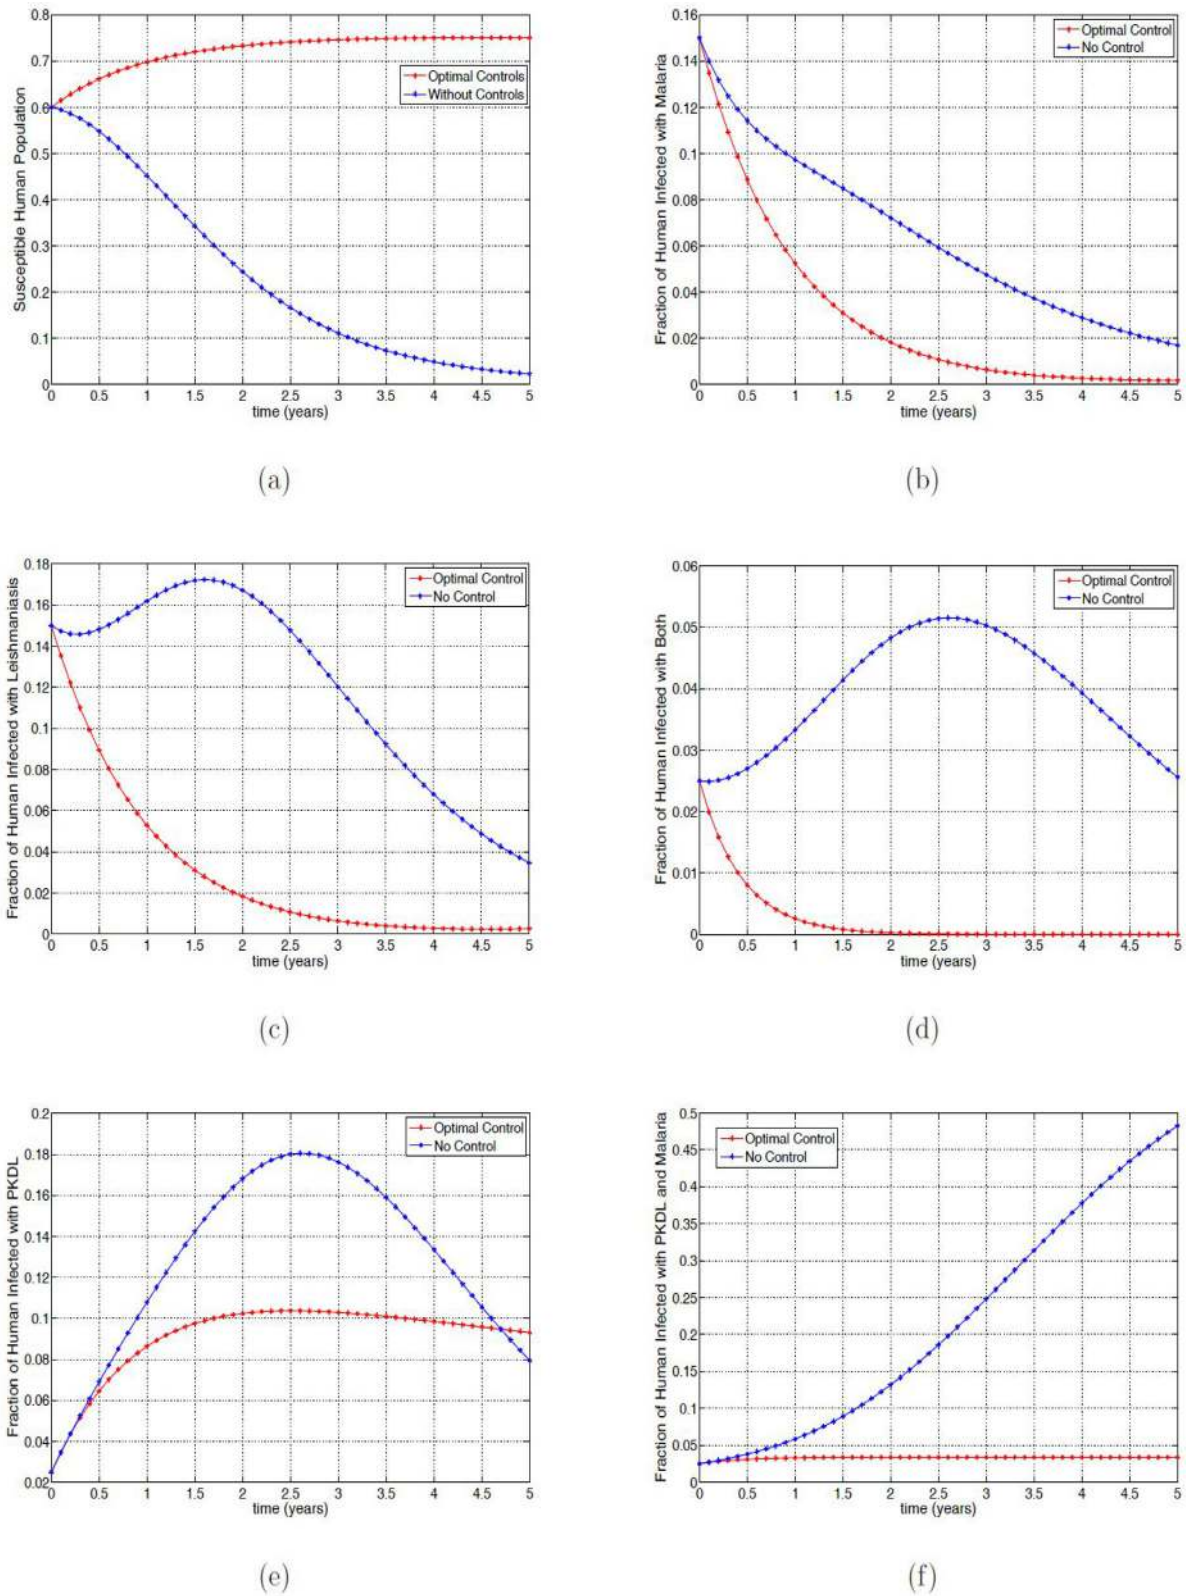 0.8
0.7
0.6
0.5
0.4
0.3
0.2
0.1
0
Susceptible Human Population
Optimal Controls
Without Controls
0 0.5 1 1.5 2 2.5 3 3.5 4 4.5 5
time (years)
(a)
0.16
0.14
0.12
0.1
0.08
0.06
0.04
0.02
0
Fraction of Human Infected with Malaria
Optimal Control
No Control
0 0.5 1 1.5 2 2.5 3 3.5 4 4.5 5
time (years)
(b)
0.18
0.16
0.14
0.12
0.1
0.08
0.06
0.04
0.02
0
Fraction of Human Infected with Leishmaniasis
Optimal Control
No Control
0 0.5 1 1.5 2 2.5 3 3.5 4 4.5 5
time (years)
(c)
0.06
0.05
0.04
0.03
0.02
0.01
0
Fraction of Human Infected with Both
Optimal Control
No Control
0 0.5 1 1.5 2 2.5 3 3.5 4 4.5 5
time (years)
(d)
0.2
0.18
0.16
0.14
0.12
0.1
0.08
0.06
0.04
0.02
Fraction of Human Infected with PKDL
Optimal Control
No Control
0 0.5 1 1.5 2 2.5 3 3.5 4 4.5 5
time (years)
(e)
0.5
0.45
0.4
0.35
0.3
0.25
0.2
0.15
0.1
0.05
0
Fraction of Human Infected with PKDL and Malaria
Optimal Control
No Control
0 0.5 1 1.5 2 2.5 3 3.5 4 4.5 5
time (years)
(f)